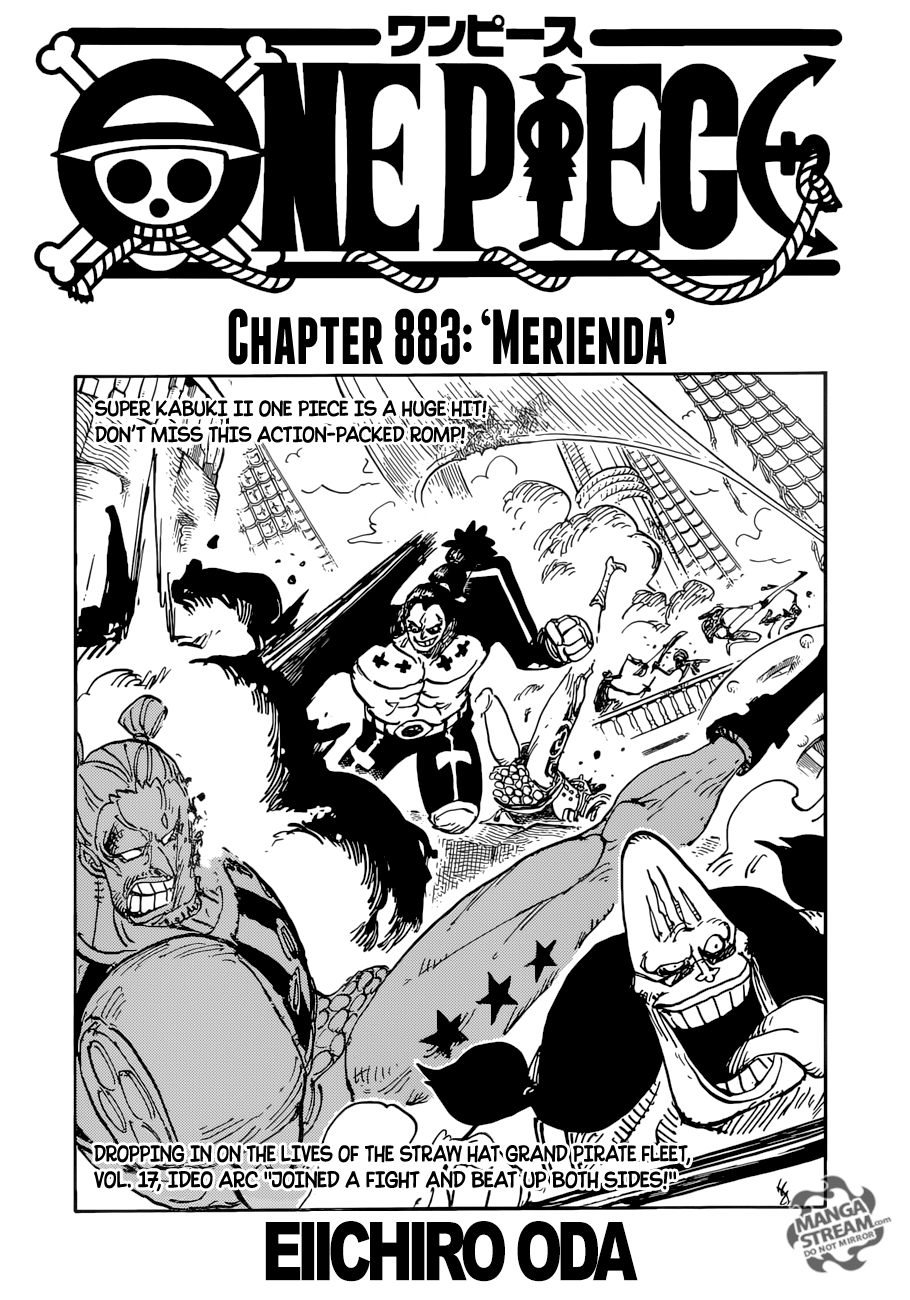 ワンピース
ONE PIECE
CHAPTER 883: ‘MERIENDA’
SUPER KABUKI II ONE PIECE IS A HUGE HIT!
DON'T MISS THIS ACTION-PACKED ROMP!
DROPPING IN ON THE LIVES OF THE STRAW HAT GRAND PIRATE FLEET,
VOL. 17, IDEO ARC "JOINED A FIGHT AND BEAT UP BOTH SIDES!"
EIICHIRO ODA
MANGA
STREAM.com
DO NOT MIRROR